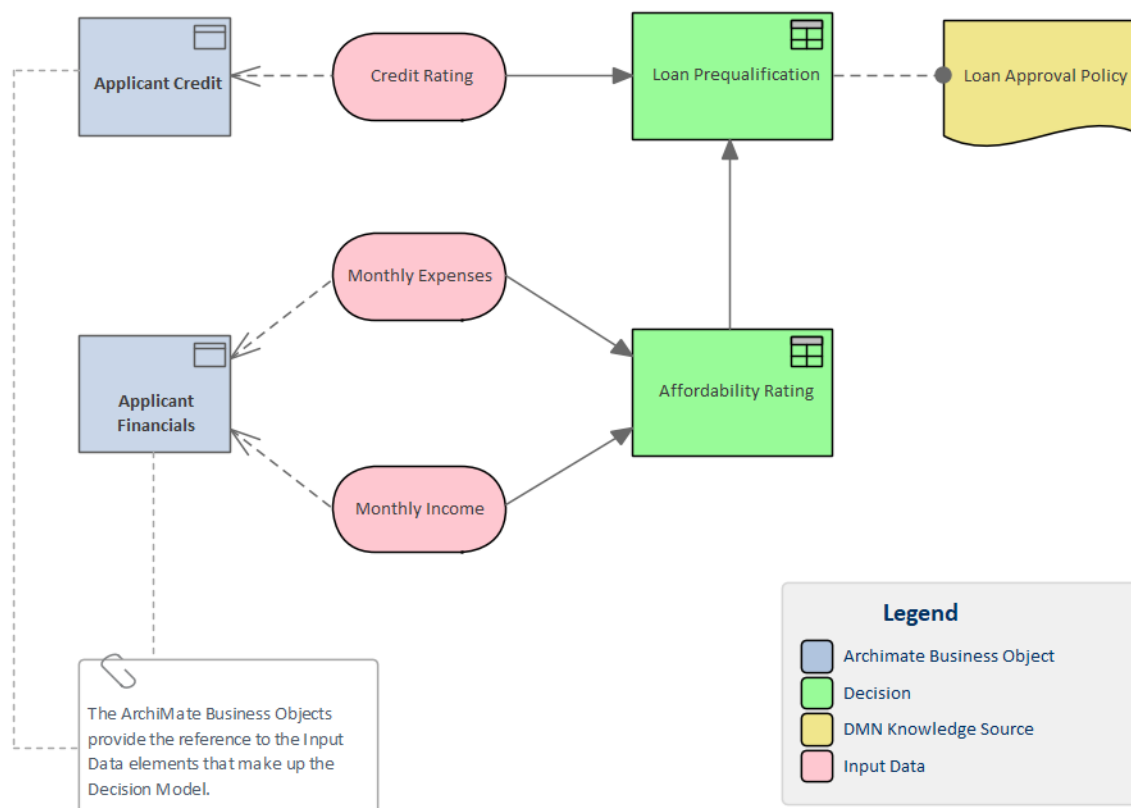 Applicant Credit
Credit Rating
Loan Prequalification
Loan Approval Policy
Monthly Expenses
Applicant
Financials
Affordability Rating
Monthly Income
The ArchiMate Business Objects
provide the reference to the Input
Data elements that make up the
Decision Model.
Legend
Archimate Business Object
Decision
DMN Knowledge Source
Input Data